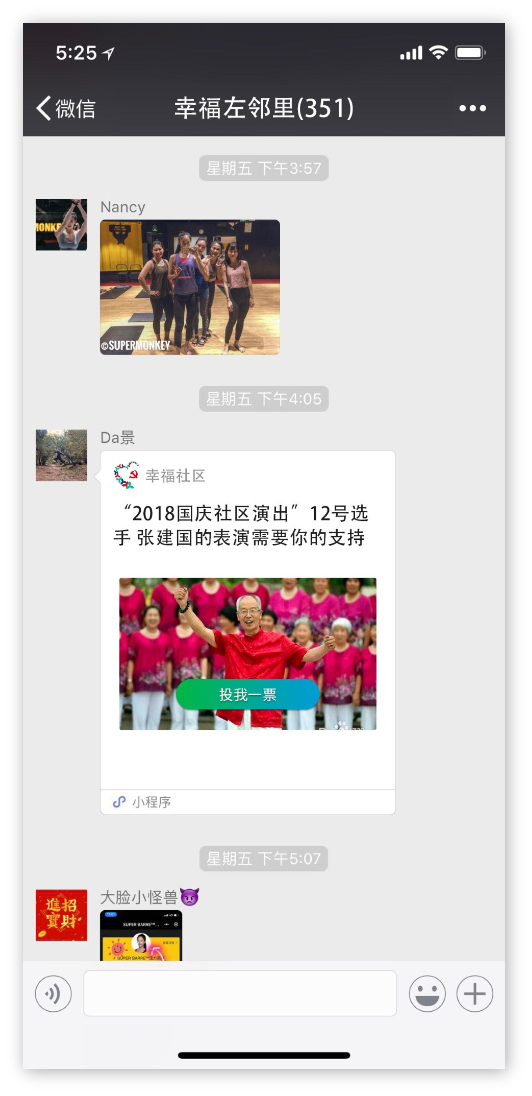 5:25
微信
幸福左邻里(351)
星期五 下午3:57
Nancy
MONKE
©SUPERMONKEY
星期五 下午4:05
Da景
幸福社区
“2018国庆社区演出”12号选
手 张建国的表演需要你的支持
投我一票
小程序
星期五 下午5:07
大脸小怪兽😈
招進
財寶
SUPER BARRE™...